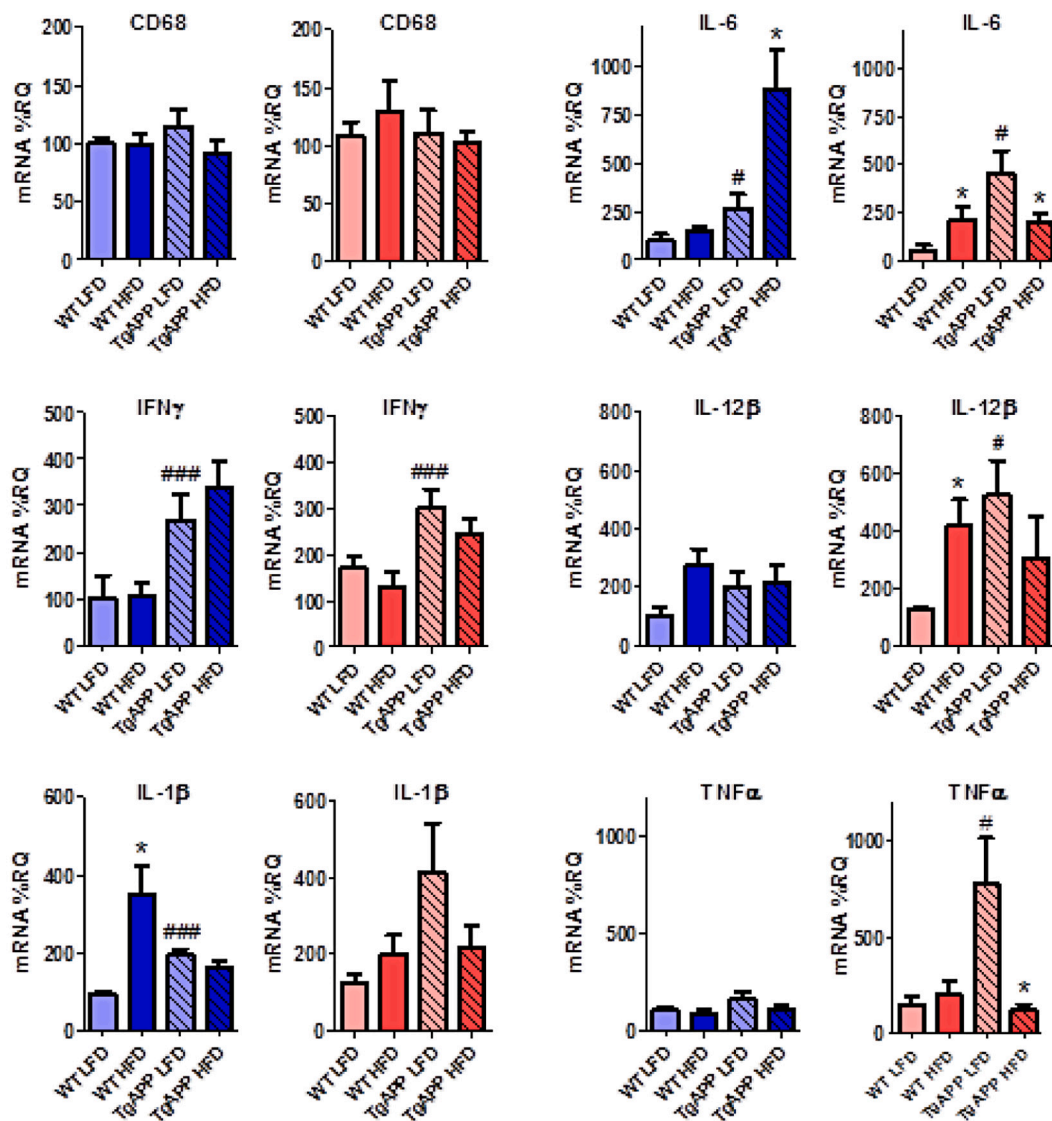 CD68
CD68
IL-6
IL-6
mRNA %RQ
200
150
100
50
0
WT LFD
WT HFD
TgAPP LFD
TgAPP HFD
mRNA %RQ
200
150
100
50
0
WT LFD
WT HFD
TgAPP LFD
TgAPP HFD
mRNA %RQ
1000
750
500
250
0
#
*
WT LFD
WT HFD
TgAPP LFD
TgAPP HFD
mRNA %RQ
1000
750
500
250
0
*
#
*
WT LFD
WT HFD
TgAPP LFD
TgAPP HFD
IFNγ
IFNγ
IL-12β
IL-12β
mRNA %RQ
500
400
300
200
100
0
###
WT LFD
WT HFD
TgAPP LFD
TgAPP HFD
mRNA %RQ
500
400
300
200
100
0
###
WT LFD
WT HFD
TgAPP LFD
TgAPP HFD
mRNA %RQ
800
600
400
200
0
WT LFD
WT HFD
TgAPP LFD
TgAPP HFD
mRNA %RQ
800
600
400
200
0
*
#
WT LFD
WT HFD
TgAPP LFD
TgAPP HFD
IL-1β
IL-1β
TNFα
TNFα
mRNA %RQ
600
400
200
0
*
###
WT LFD
WT HFD
TgAPP LFD
TgAPP HFD
mRNA %RQ
600
400
200
0
WT LFD
WT HFD
TgAPP LFD
TgAPP HFD
mRNA %RQ
1000
500
0
WT LFD
WT HFD
TgAPP LFD
TgAPP HFD
mRNA %RQ
1000
500
0
#
*
WT LFD
WT HFD
TgAPP LFD
TgAPP HFD